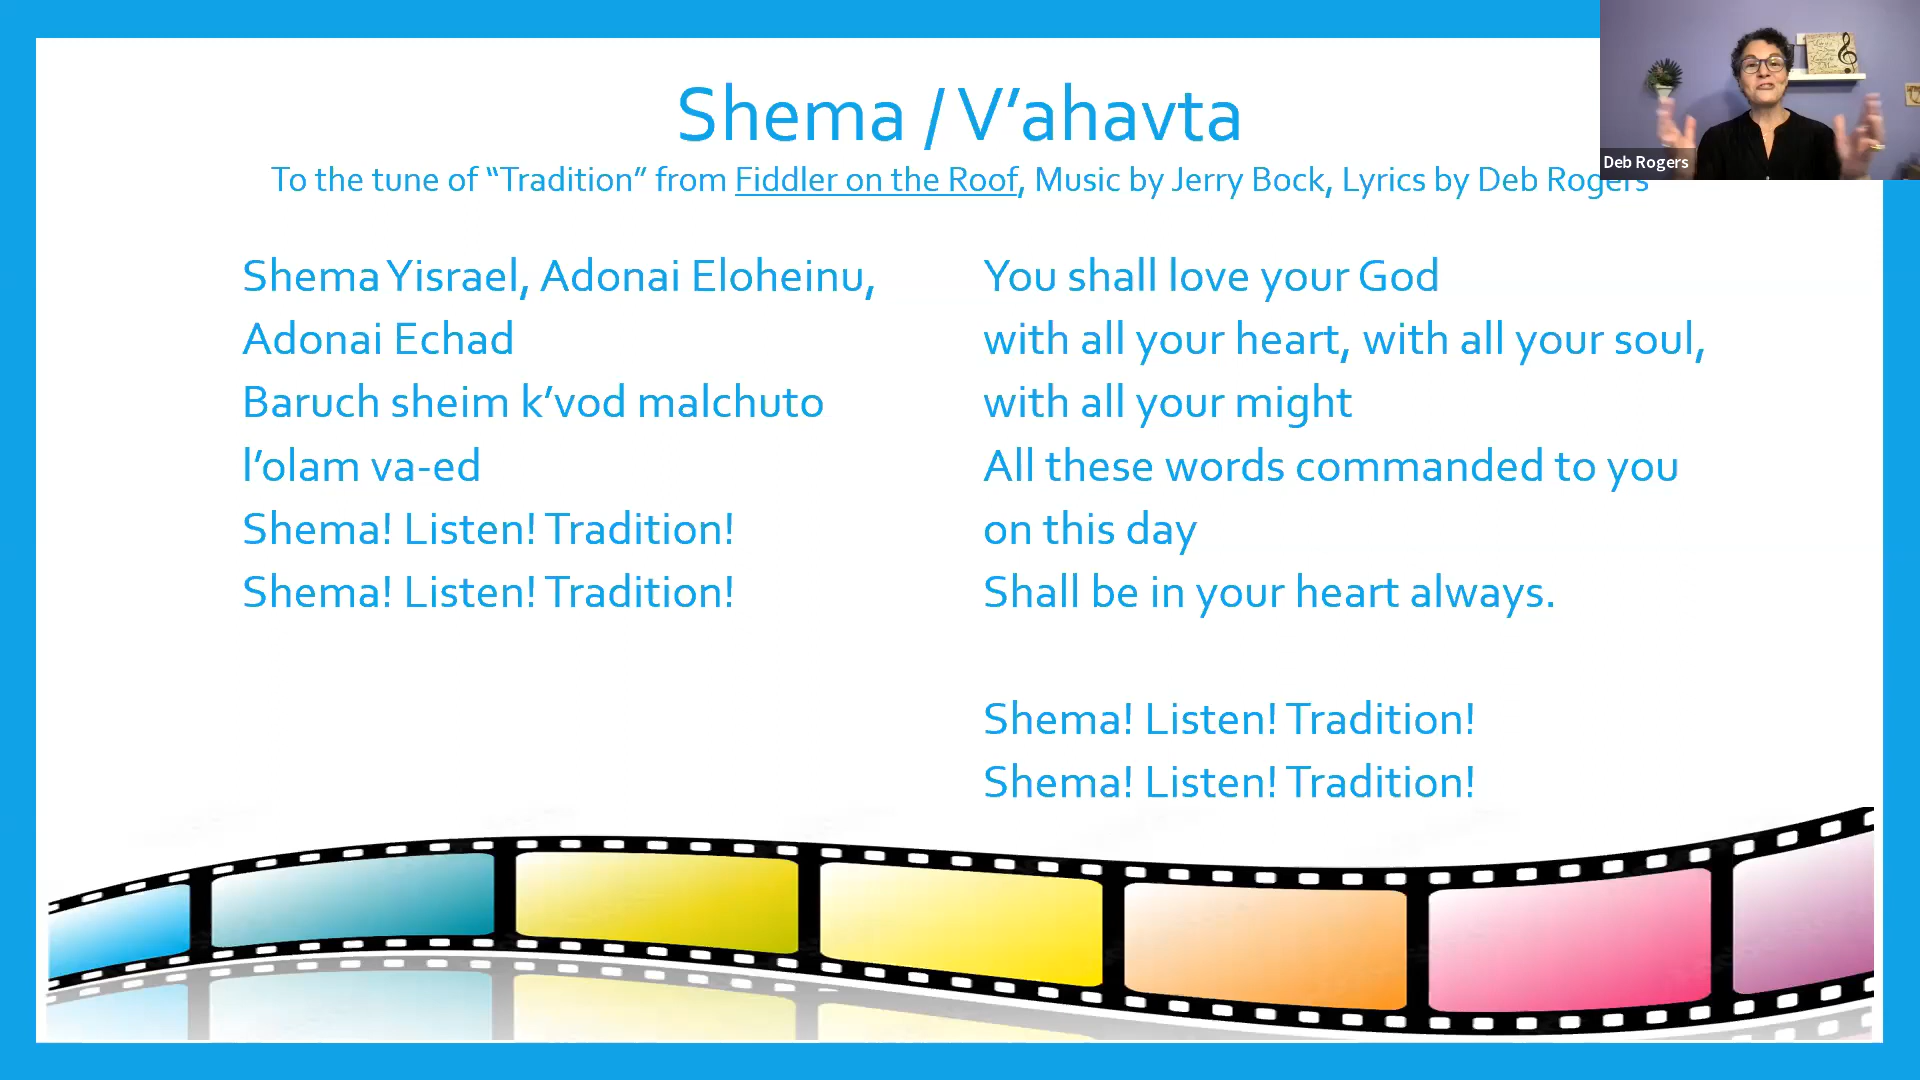 Shema / V’ahavta
To the tune of “Tradition” from Fiddler on the Roof, Music by Jerry Bock, Lyrics by Deb Rogers
Deb Rogers
Shema Yisrael, Adonai Eloheinu,
Adonai Echad
Baruch sheim k’vod malchuto
l’olam va-ed
Shema! Listen! Tradition!
Shema! Listen! Tradition!
You shall love your God
with all your heart, with all your soul,
with all your might
All these words commanded to you
on this day
Shall be in your heart always.
Shema! Listen! Tradition!
Shema! Listen! Tradition!